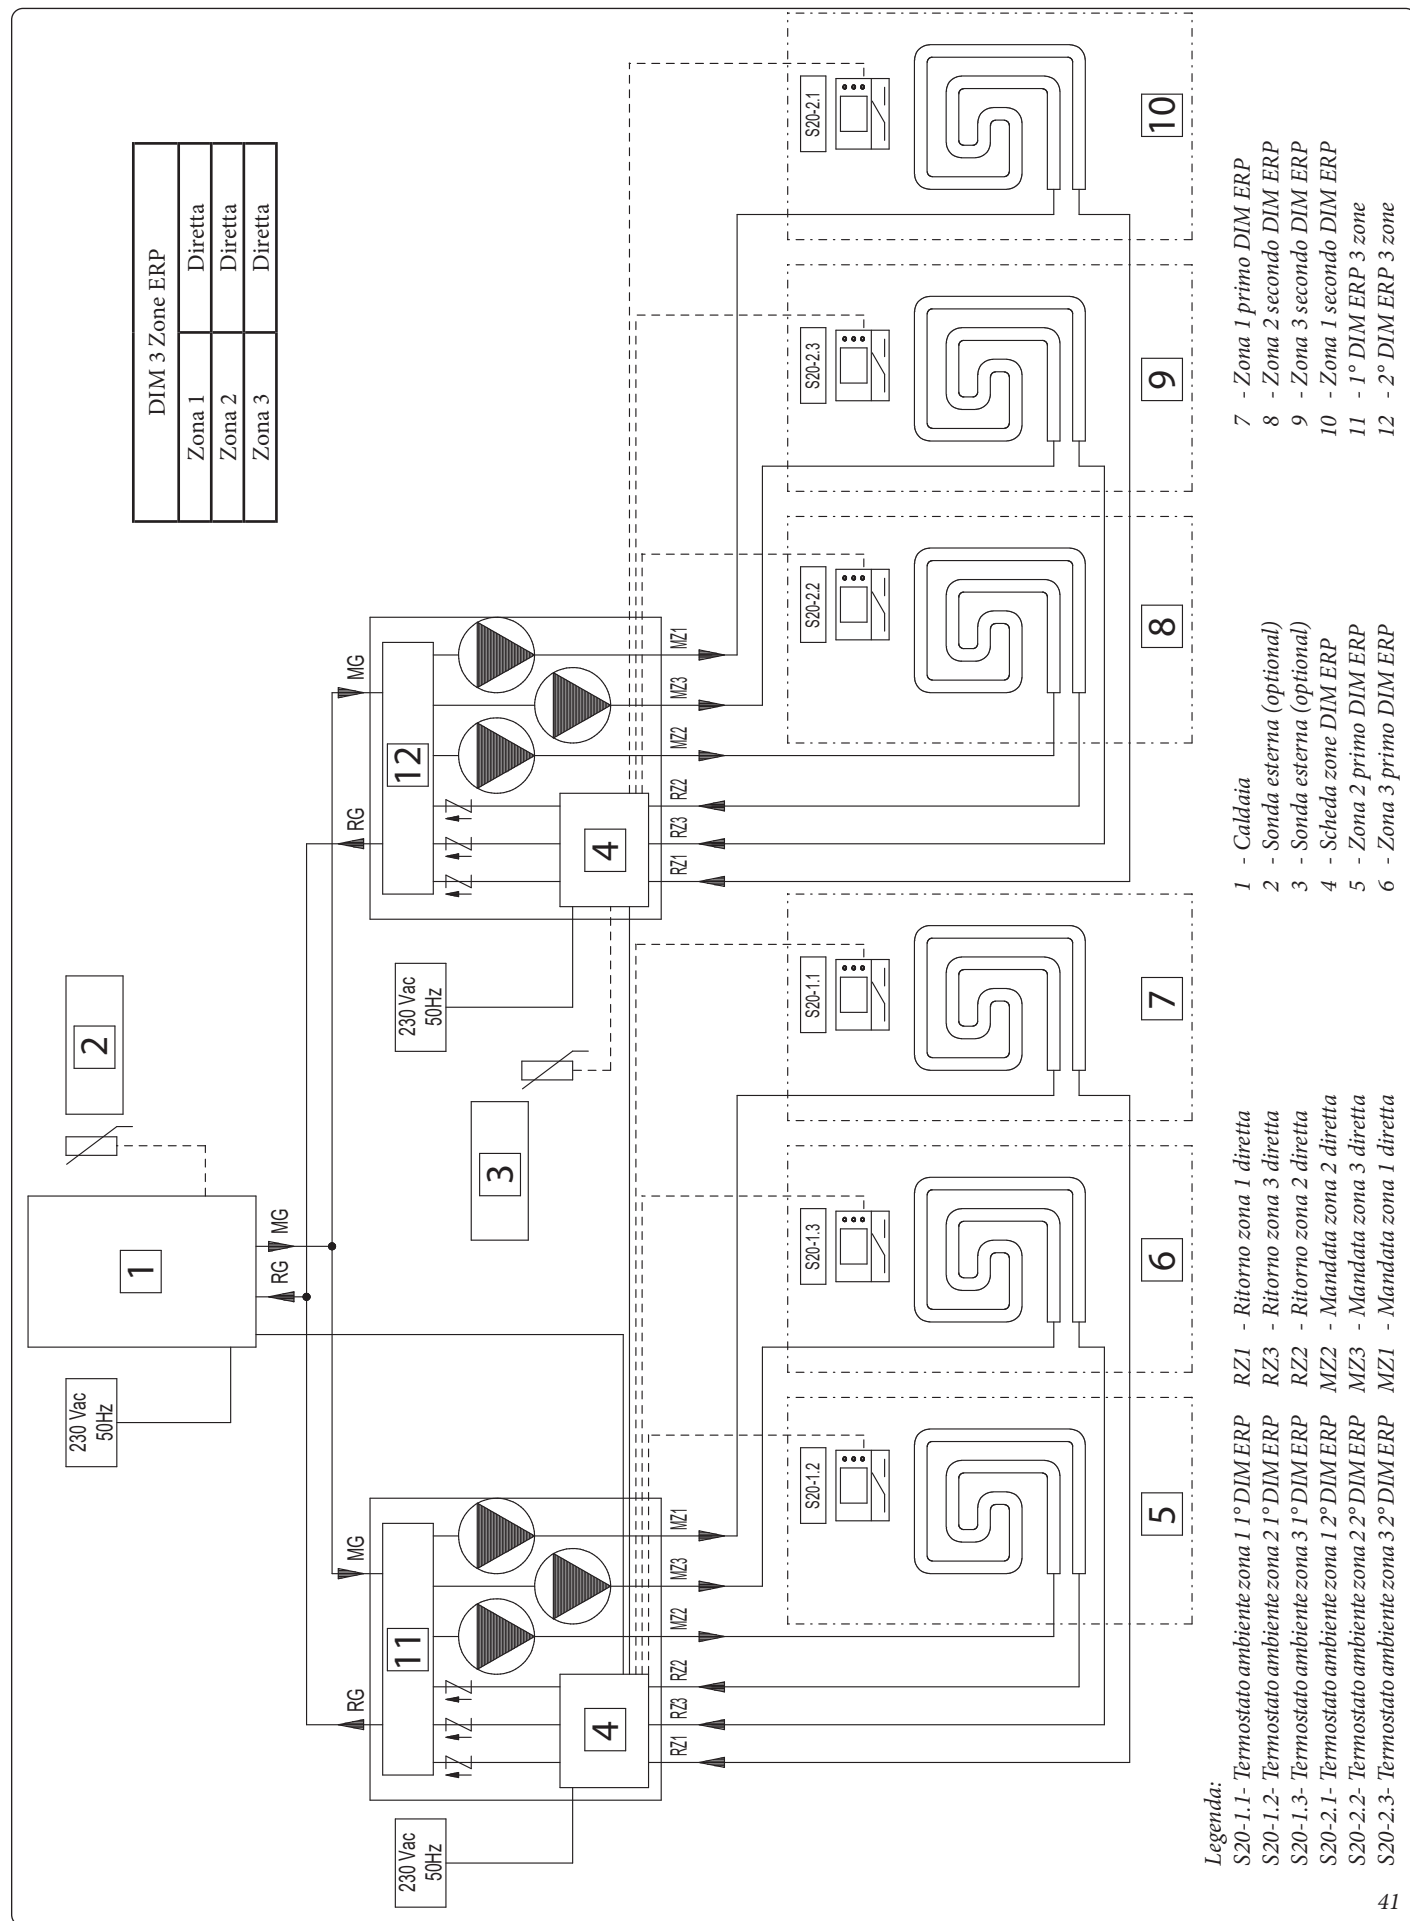 DIM 3 Zone ERP
Zona 1 Diretta
Zona 2 Diretta
Zona 3 Diretta
2
1
230 Vac
50Hz
RG
MG
RG
MG
RG
MG
11
12
4
4
230 Vac
50Hz
230 Vac
50Hz
3
RZ1
RZ3
RZ2
MZ2
MZ3
MZ1
RZ1
RZ3
RZ2
MZ2
MZ3
MZ1
S20-1.2
S20-1.3
S20-1.1
S20-2.2
S20-2.3
S20-2.1
5
6
7
8
9
10
Legenda:
S20-1.1- Termostato ambiente zona 1 1° DIM ERP
S20-1.2- Termostato ambiente zona 2 1° DIM ERP
S20-1.3- Termostato ambiente zona 3 1° DIM ERP
S20-2.1- Termostato ambiente zona 1 2° DIM ERP
S20-2.2- Termostato ambiente zona 2 2° DIM ERP
S20-2.3- Termostato ambiente zona 3 2° DIM ERP
RZ1 - Ritorno zona 1 diretta
RZ3 - Ritorno zona 3 diretta
RZ2 - Ritorno zona 2 diretta
MZ2 - Mandata zona 2 diretta
MZ3 - Mandata zona 3 diretta
MZ1 - Mandata zona 1 diretta
1 - Caldaia
2 - Sonda esterna (optional)
3 - Sonda esterna (optional)
4 - Scheda zone DIM ERP
5 - Zona 2 primo DIM ERP
6 - Zona 3 primo DIM ERP
7 - Zona 1 primo DIM ERP
8 - Zona 2 secondo DIM ERP
9 - Zona 3 secondo DIM ERP
10 - Zona 1 secondo DIM ERP
11 - 1° DIM ERP 3 zone
12 - 2° DIM ERP 3 zone
41